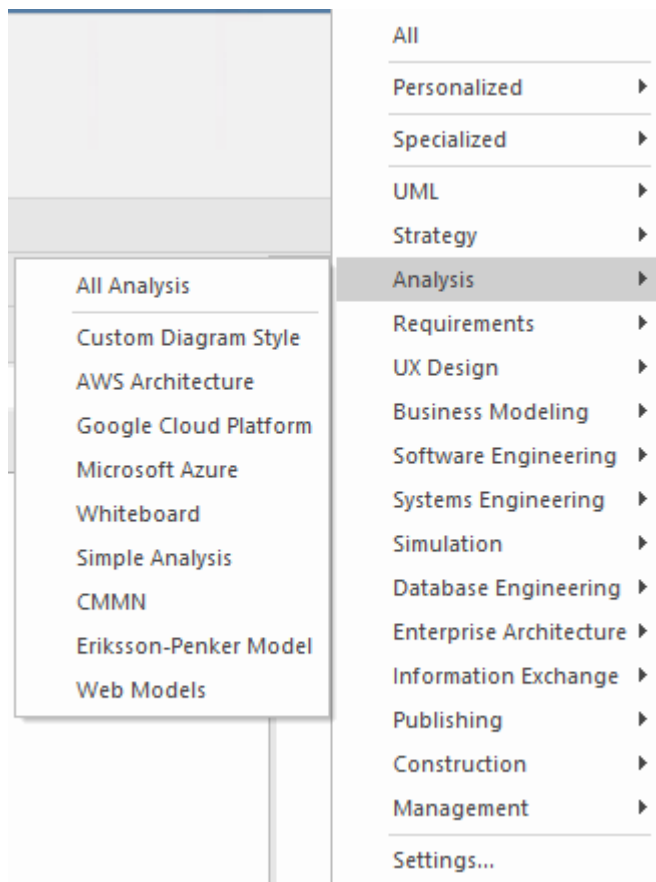 All
Personalized
Specialized
UML
Strategy
Analysis
Requirements
UX Design
Business Modeling
Software Engineering
Systems Engineering
Simulation
Database Engineering
Enterprise Architecture
Information Exchange
Publishing
Construction
Management
Settings...
All Analysis
Custom Diagram Style
AWS Architecture
Google Cloud Platform
Microsoft Azure
Whiteboard
Simple Analysis
CMMN
Eriksson-Penker Model
Web Models